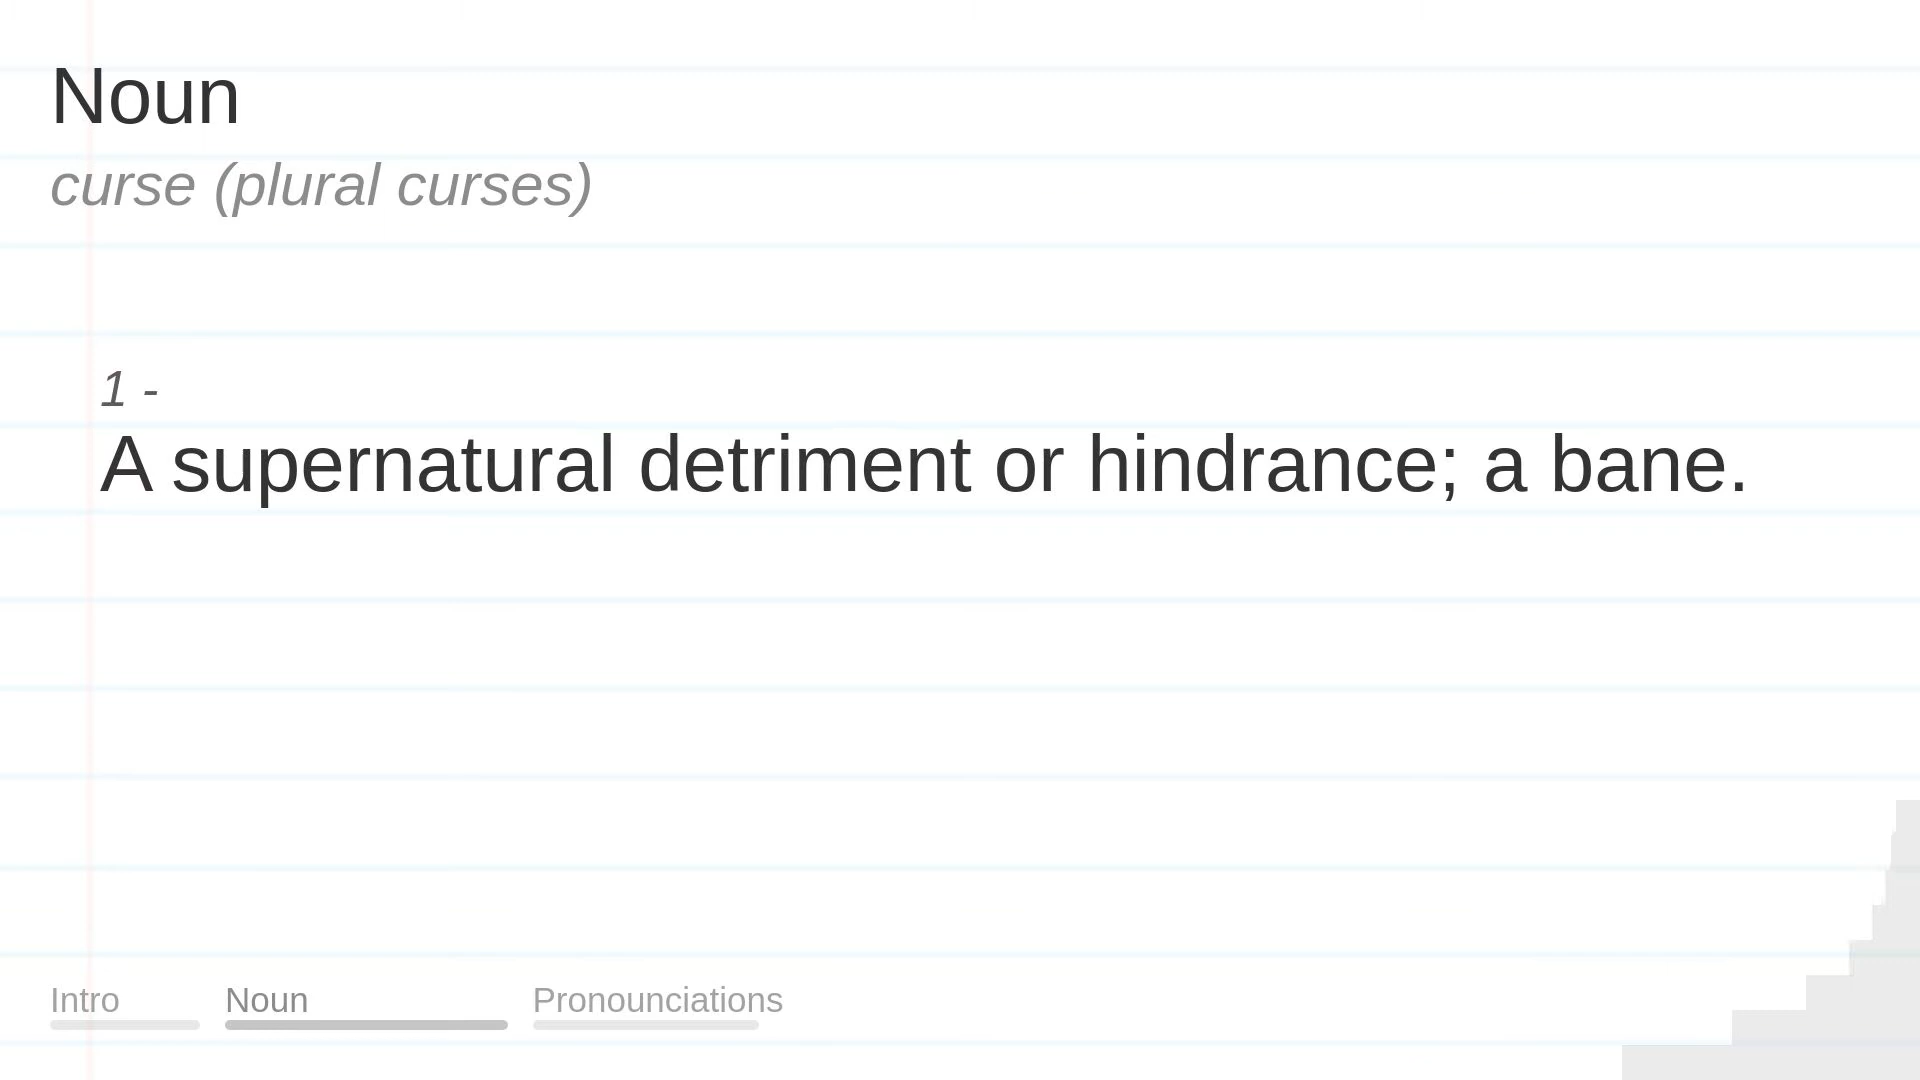 Noun
curse (plural curses)
1 -
A supernatural detriment or hindrance; a bane.
Intro Noun Pronounciations